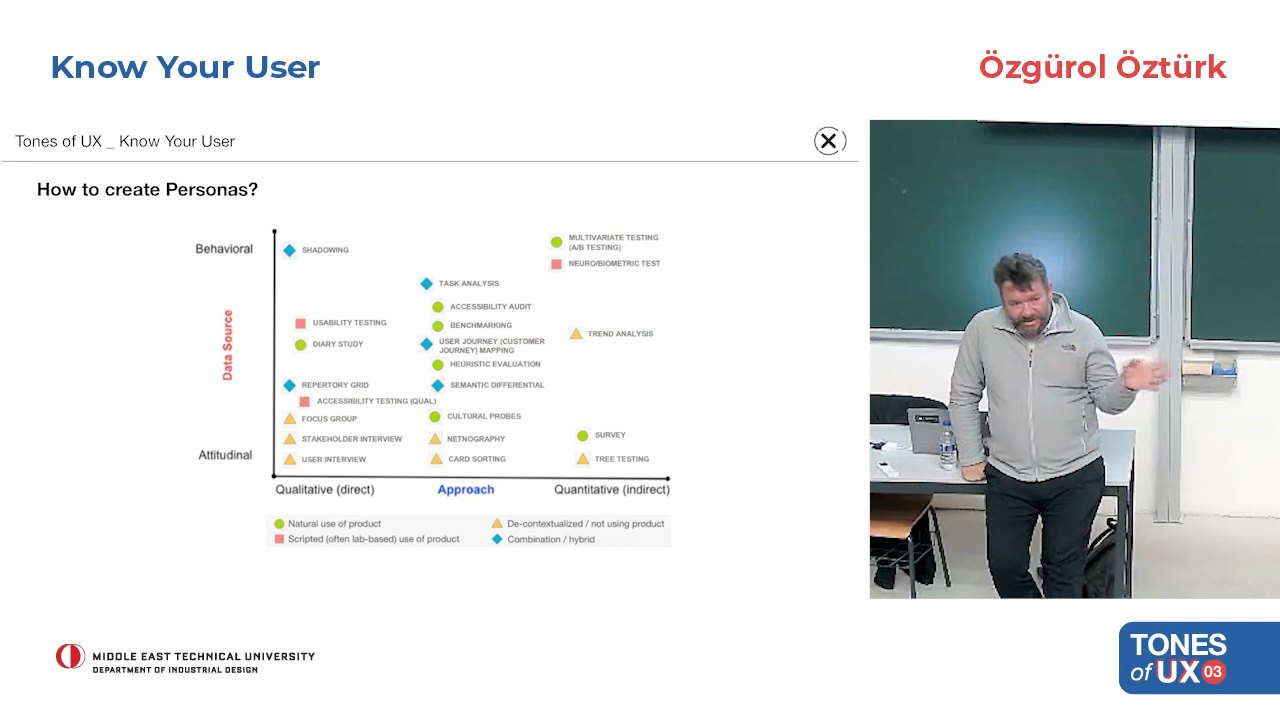 Know Your User
Özgürol Öztürk
Tones of UX _ Know Your User
How to create Personas?
Behavioral
Data Source
Attitudinal
SHADOWING
MULTIVARIATE TESTING
(A/B TESTING)
NEURO/BIOMETRIC TEST
TASK ANALYSIS
ACCESSIBILITY AUDIT
USABILITY TESTING
BENCHMARKING
TREND ANALYSIS
DIARY STUDY
USER JOURNEY (CUSTOMER
JOURNEY) MAPPING
HEURISTIC EVALUATION
REPERTORY GRID
SEMANTIC DIFFERENTIAL
ACCESSIBILITY TESTING (QUAL)
FOCUS GROUP
CULTURAL PROBES
STAKEHOLDER INTERVIEW
NETNOGRAPHY
SURVEY
USER INTERVIEW
CARD SORTING
TREE TESTING
Qualitative (direct)
Approach
Quantitative (indirect)
Natural use of product
De-contextualized / not using product
Scripted (often lab-based) use of product
Combination / hybrid
MIDDLE EAST TECHNICAL UNIVERSITY
DEPARTMENT OF INDUSTRIAL DESIGN
TONES
of UX 03